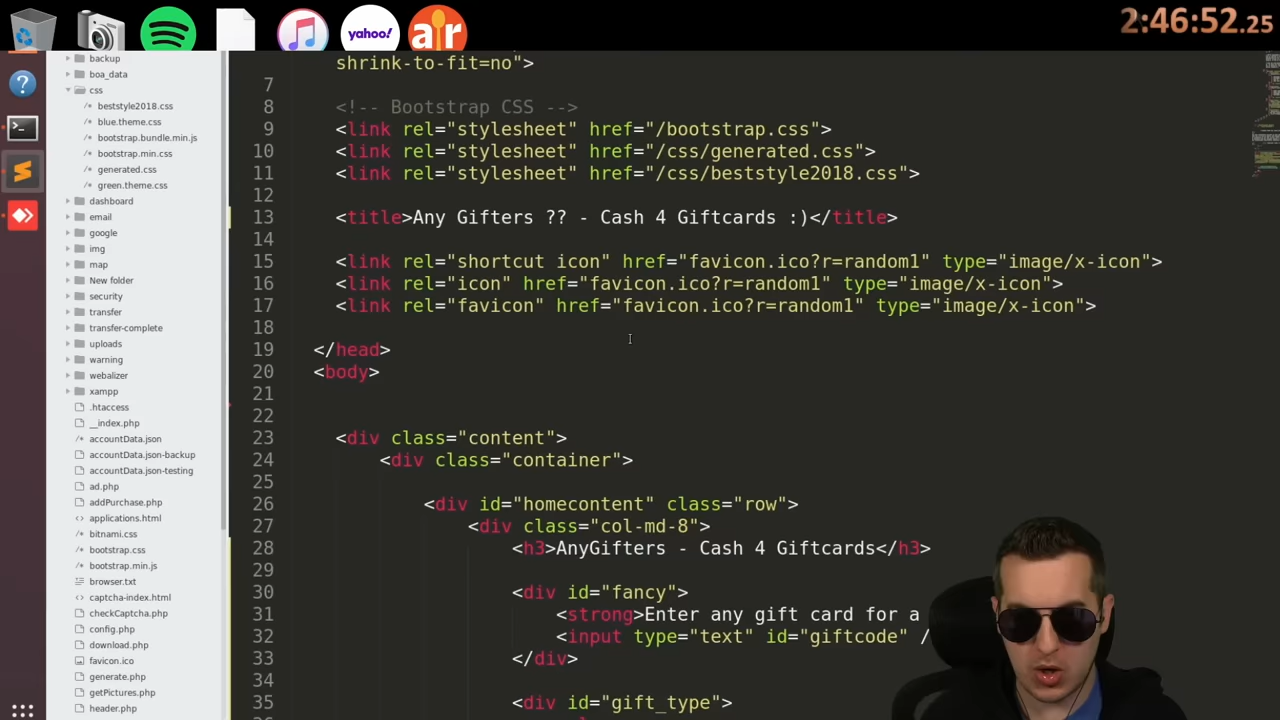 yahoo!
air
2:46:52.25
backup
boa_data
css
beststyle2018.css
blue.theme.css
bootstrap.bundle.min.js
bootstrap.min.css
generated.css
green.theme.css
dashboard
email
google
img
map
New folder
security
transfer
transfer-complete
uploads
warning
webalizer
xampp
.htaccess
__index.php
accountData.json
accountData.json-backup
accountData.json-testing
ad.php
addPurchase.php
applications.html
bitnami.css
bootstrap.css
bootstrap.min.js
browser.txt
captcha-index.html
checkCaptcha.php
config.php
download.php
favicon.ico
generate.php
getPictures.php
header.php
shrink-to-fit=no">
7
8 <!-- Bootstrap CSS -->
9 <link rel="stylesheet" href="/bootstrap.css">
10 <link rel="stylesheet" href="/css/generated.css">
11 <link rel="stylesheet" href="/css/beststyle2018.css">
12
13 <title>Any Gifters ?? - Cash 4 Giftcards :)</title>
14
15 <link rel="shortcut icon" href="favicon.ico?r=random1" type="image/x-icon">
16 <link rel="icon" href="favicon.ico?r=random1" type="image/x-icon">
17 <link rel="favicon" href="favicon.ico?r=random1" type="image/x-icon">
18
19 </head>
20 <body>
21
22
23 <div class="content">
24 <div class="container">
25
26 <div id="homecontent" class="row">
27 <div class="col-md-8">
28 <h3>AnyGifters - Cash 4 Giftcards</h3>
29
30 <div id="fancy">
31 <strong>Enter any gift card for a
32 <input type="text" id="giftcode" /
33 </div>
34
35 <div id="gift_type">